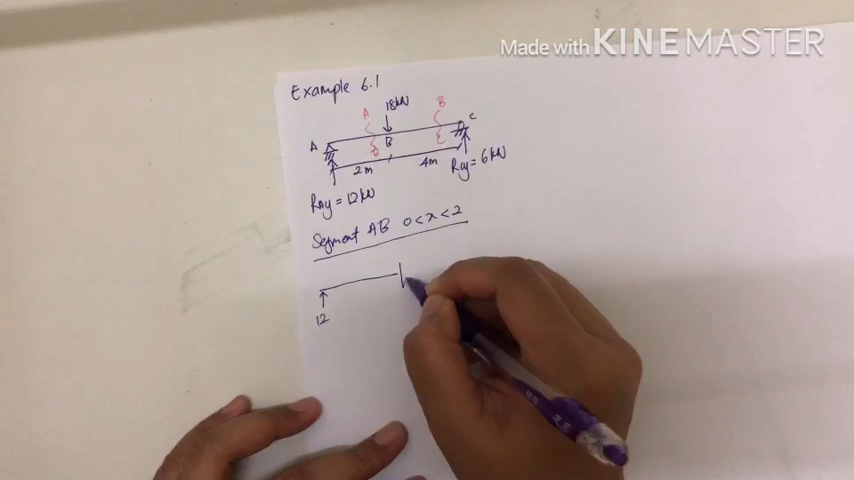 Made with KINEMASTER
Example 6.1
18kN
A
B
A
B
C
2m
4m
RAy = 12kN
RCy = 6kN
Segment AB 0 < x < 2
12